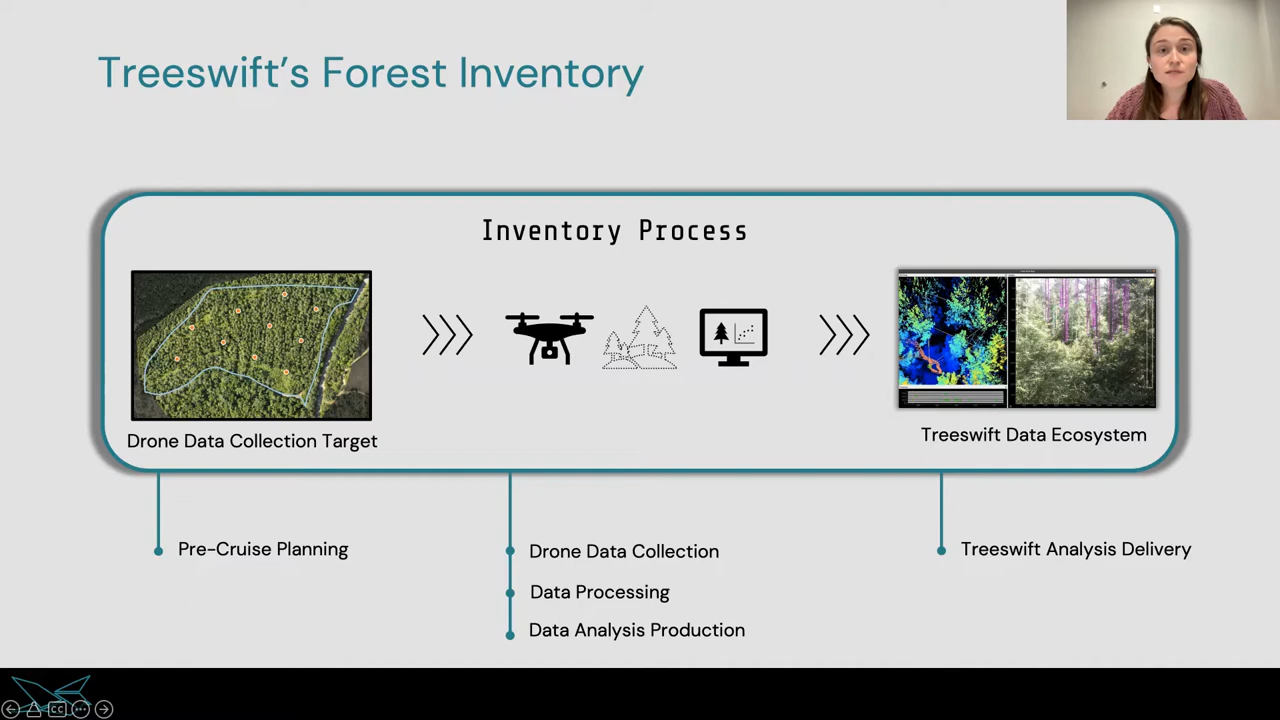 Treeswift's Forest Inventory
Inventory Process
Drone Data Collection Target
Treeswift Data Ecosystem
Pre-Cruise Planning
Drone Data Collection
Treeswift Analysis Delivery
Data Processing
Data Analysis Production
CC